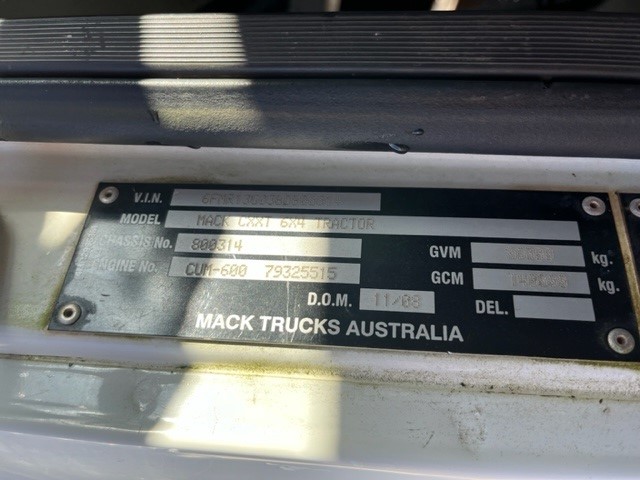 V.I.N.
MODEL MACK CXXT 6X4 TRACTOR
CHASSIS No. 800314
ENGINE No. CUM-600 79325515
GVM kg.
GCM kg.
D.O.M. 11/08 DEL.
MACK TRUCKS AUSTRALIA